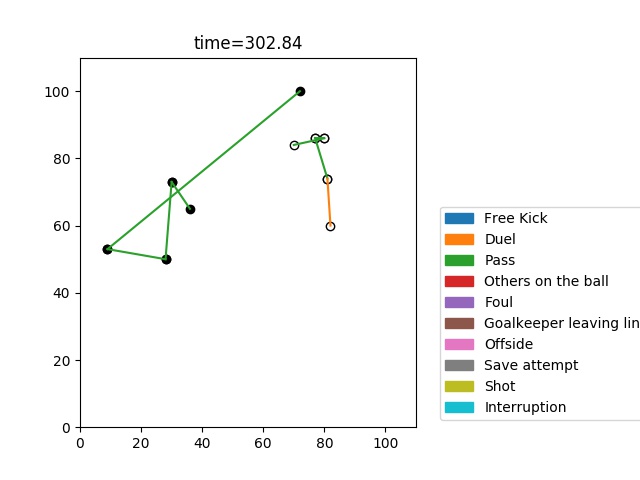 time=302.84
100
80
60
40
20
0
0 20 40 60 80 100
Free Kick
Duel
Pass
Others on the ball
Foul
Goalkeeper leaving lin
Offside
Save attempt
Shot
Interruption